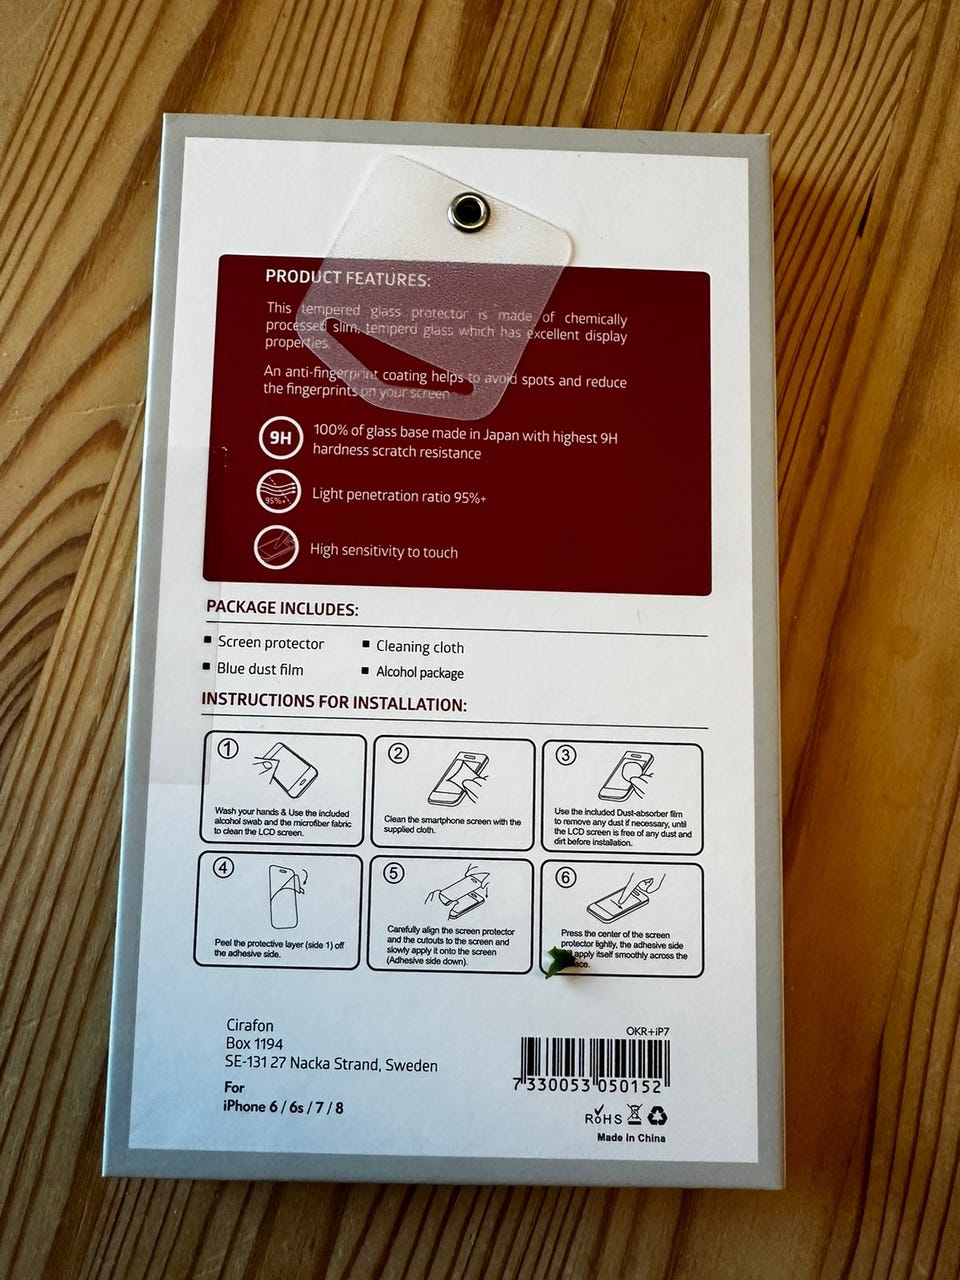 PRODUCT FEATURES:
This tempered glass protector is made of chemically
processed slim, temperd glass which has excellent display
properties.
An anti-fingerprint coating helps to avoid spots and reduce
the fingerprints on your screen
9H
100% of glass base made in Japan with highest 9H
hardness scratch resistance
95%+
Light penetration ratio 95%+
High sensitivity to touch
PACKAGE INCLUDES:
Screen protector
Cleaning cloth
Blue dust film
Alcohol package
INSTRUCTIONS FOR INSTALLATION:
1
Wash your hands & Use the included
alcohol swab and the microfiber fabric
to clean the LCD screen.
2
Clean the smartphone screen with the
supplied cloth.
3
Use the included Dust-absorber film
to remove any dust if necessary, until
the LCD screen is free of any dust and
dirt before installation.
4
Peel the protective layer (side 1) off
the adhesive side.
5
Carefully align the screen protector
and the cutouts to the screen and
slowly apply it onto the screen
(Adhesive side down).
6
Press the center of the screen
protector lightly, the adhesive side
apply itself smoothly across the
Cirafon
Box 1194
SE-131 27 Nacka Strand, Sweden
For
iPhone 6 / 6s / 7 / 8
OKR+iP7
7 330053 050152
RoHS
Made in China